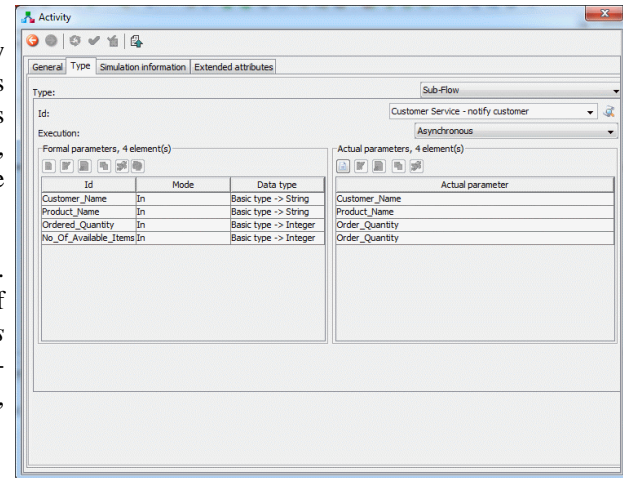 Activity
General Type Simulation information Extended attributes
Type: Sub-Flow
Id: Customer Service - notify customer
Execution: Asynchronous
Formal parameters, 4 element(s) Actual parameters, 4 element(s)
Id Mode Data type Actual parameter
Customer_Name In Basic type -> String Customer_Name
Product_Name In Basic type -> String Product_Name
Ordered_Quantity In Basic type -> Integer Order_Quantity
No_Of_Available_Items In Basic type -> Integer Order_Quantity